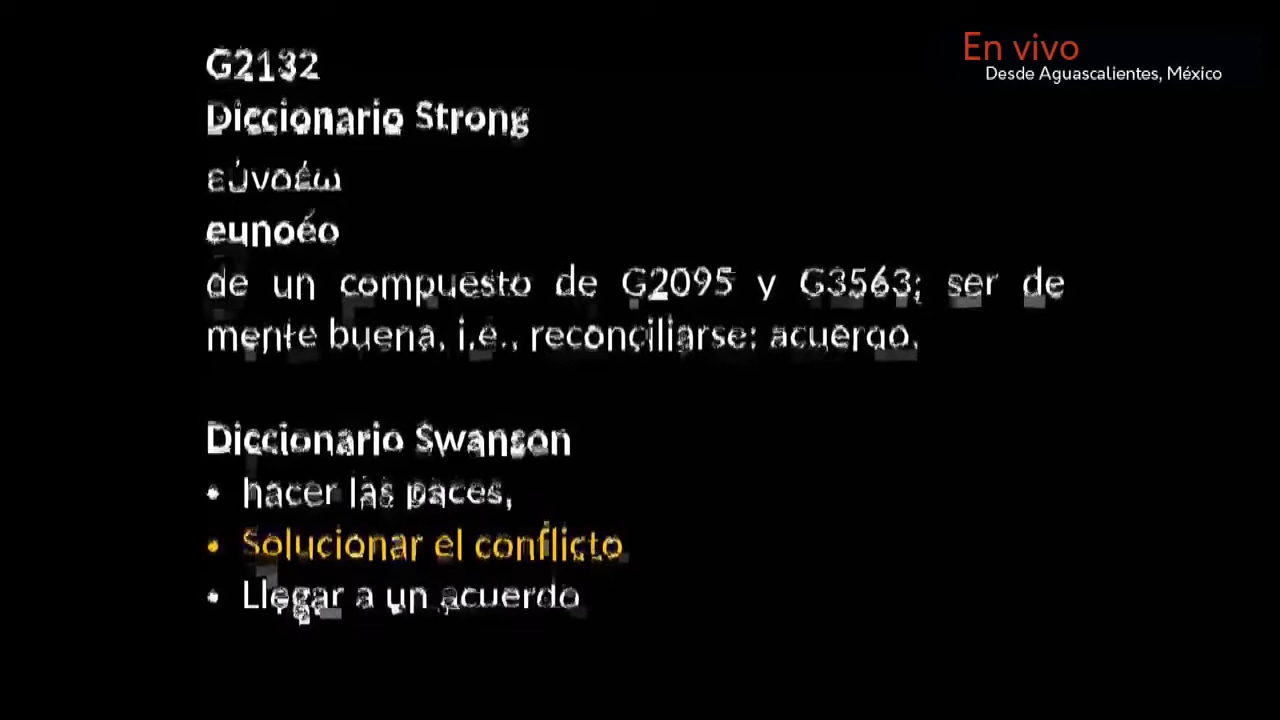 En vivo
Desde Aguascalientes, México
G2132
Diccionario Strong
εὐνοέω
eunoéo
de un compuesto de G2095 y G3563; ser de
mente buena, i.e., reconciliarse: acuerdo.
Diccionario Swanson
• hacer las paces,
• Solucionar el conflicto
• Llegar a un acuerdo